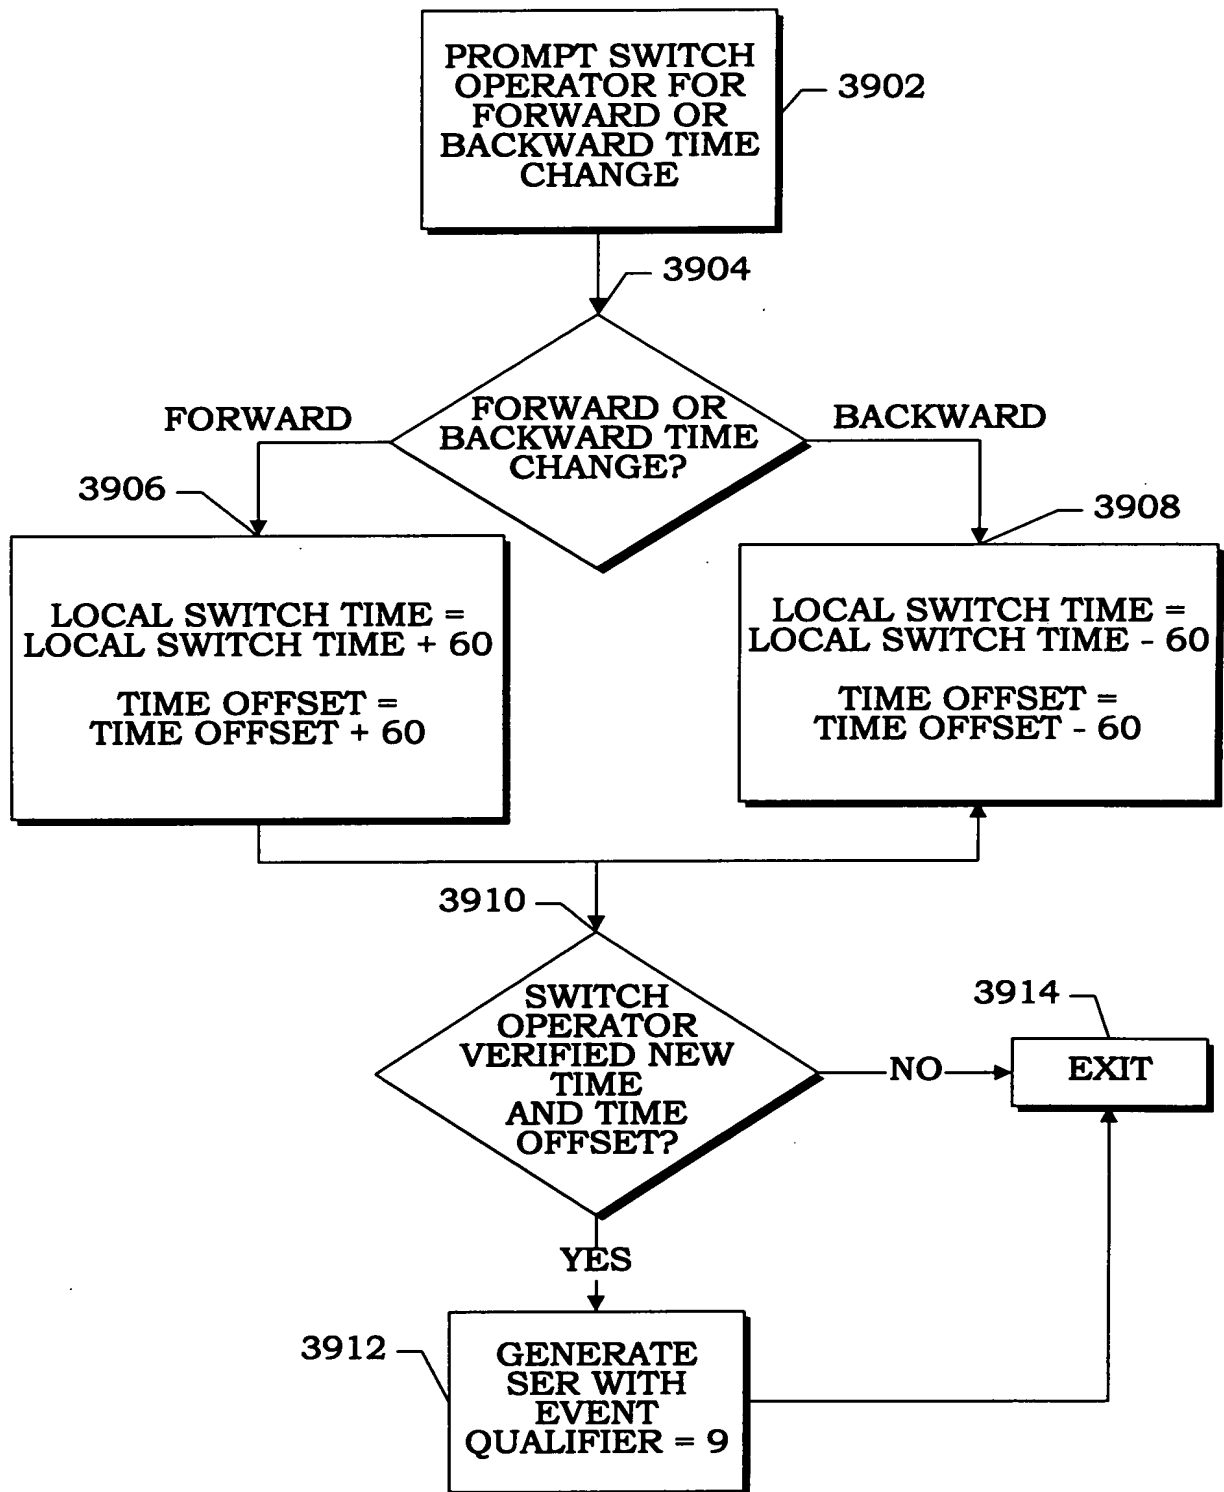 PROMPT SWITCH
OPERATOR FOR
FORWARD OR
BACKWARD TIME
CHANGE
3902
3904
FORWARD OR
BACKWARD TIME
CHANGE?
FORWARD
BACKWARD
3906
3908
LOCAL SWITCH TIME =
LOCAL SWITCH TIME + 60
TIME OFFSET =
TIME OFFSET + 60
LOCAL SWITCH TIME =
LOCAL SWITCH TIME - 60
TIME OFFSET =
TIME OFFSET - 60
3910
SWITCH
OPERATOR
VERIFIED NEW
TIME
AND TIME
OFFSET?
NO
3914
EXIT
YES
3912
GENERATE
SER WITH
EVENT
QUALIFIER = 9